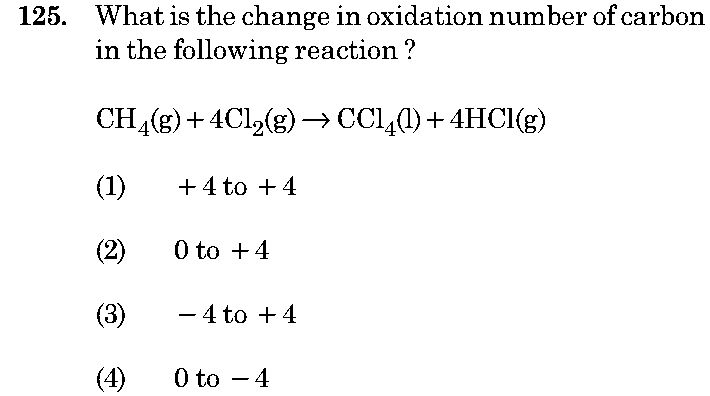 125. What is the change in oxidation number of carbon
in the following reaction ?
CH₄(g) + 4Cl₂(g) → CCl₄(l) + 4HCl(g)
(1) + 4 to + 4
(2) 0 to + 4
(3) – 4 to + 4
(4) 0 to – 4